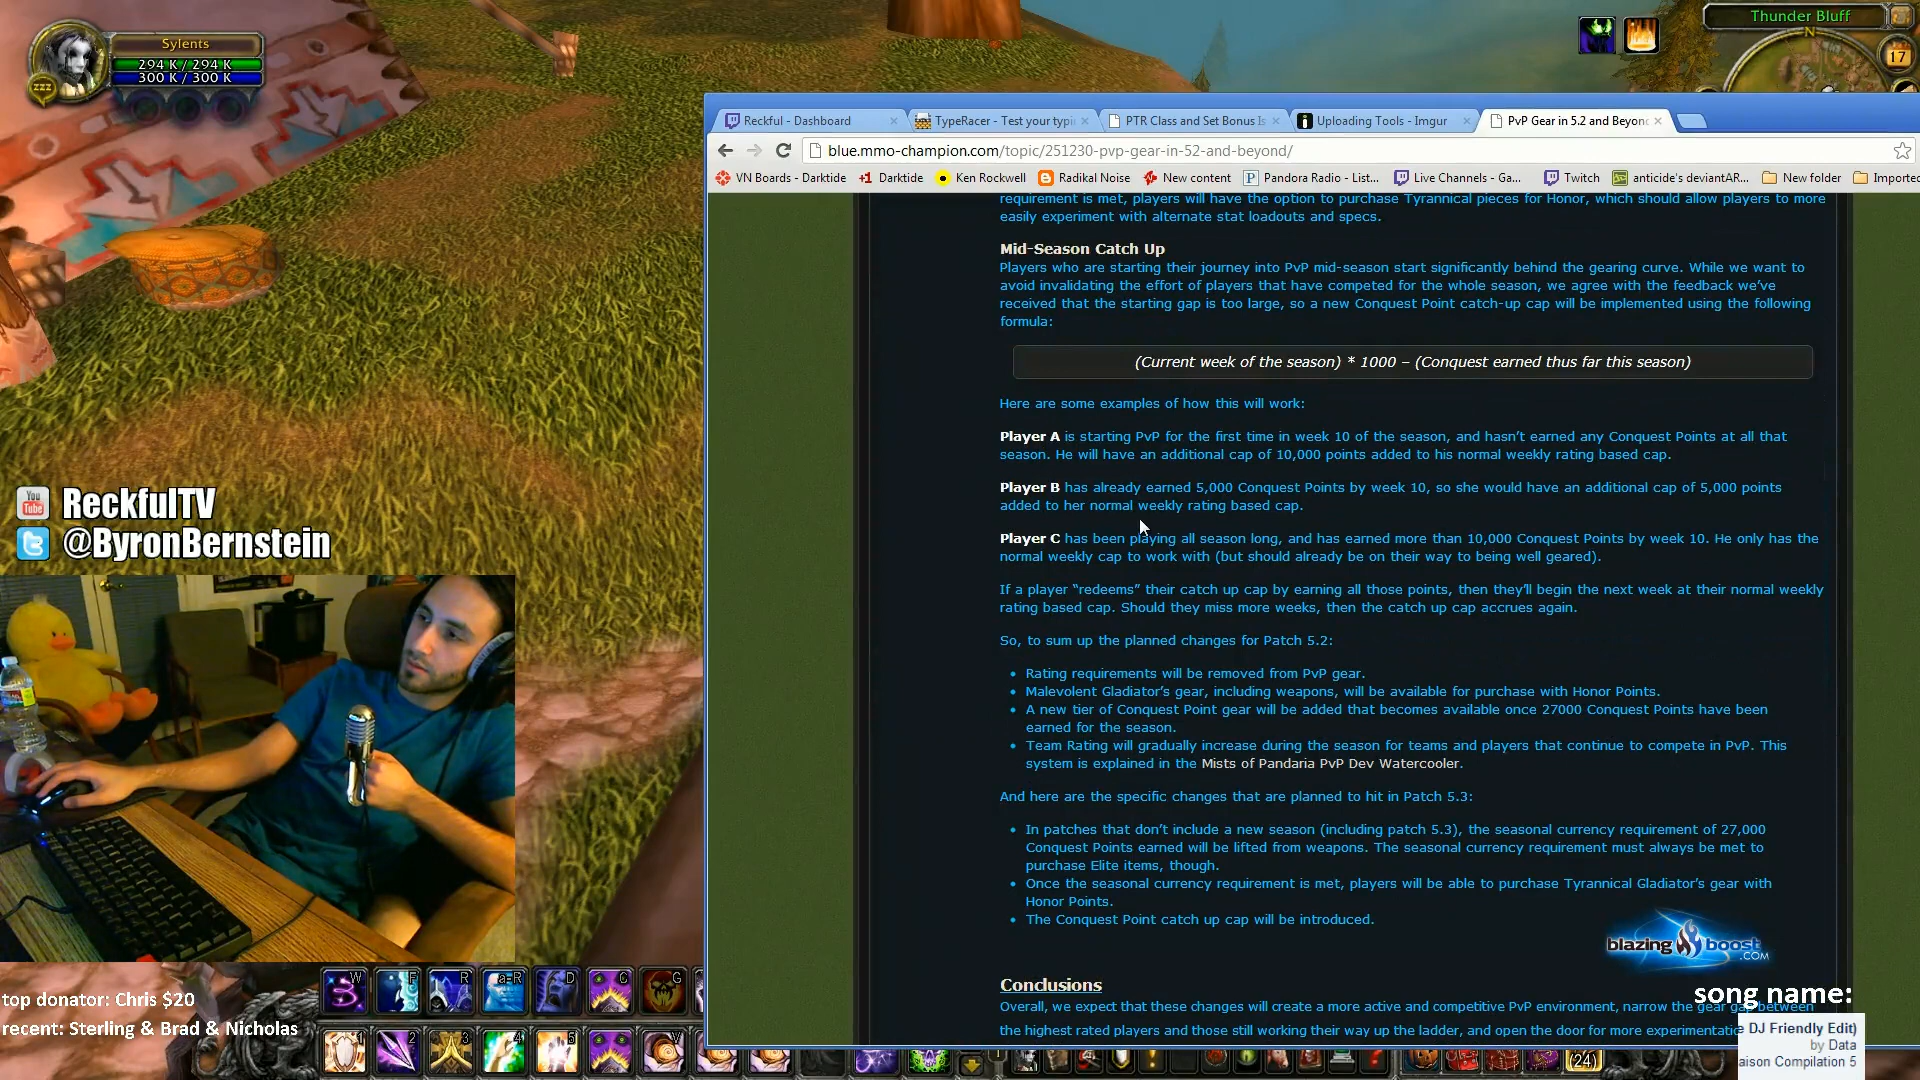 Sylents
294 K / 294 K
300 K / 300 K
zzz
Thunder Bluff
N
17
Reckful - Dashboard
TypeRacer - Test your typi
PTR Class and Set Bonus Is
Uploading Tools - Imgur
PvP Gear in 5.2 and Beyond
blue.mmo-champion.com/topic/251230-pvp-gear-in-52-and-beyond/
VN Boards - Darktide
+1 Darktide
Ken Rockwell
Radikal Noise
New content
Pandora Radio - List...
Live Channels - Ga...
Twitch
anticide's deviantAR...
New folder
Imported
requirement is met, players will have the option to purchase Tyrannical pieces for Honor, which should allow players to more
easily experiment with alternate stat loadouts and specs.
Mid-Season Catch Up
Players who are starting their journey into PvP mid-season start significantly behind the gearing curve. While we want to
avoid invalidating the effort of players that have competed for the whole season, we agree with the feedback we've
received that the starting gap is too large, so a new Conquest Point catch-up cap will be implemented using the following
formula:
(Current week of the season) * 1000 – (Conquest earned thus far this season)
Here are some examples of how this will work:
Player A is starting PvP for the first time in week 10 of the season, and hasn't earned any Conquest Points at all that
season. He will have an additional cap of 10,000 points added to his normal weekly rating based cap.
Player B has already earned 5,000 Conquest Points by week 10, so she would have an additional cap of 5,000 points
added to her normal weekly rating based cap.
Player C has been playing all season long, and has earned more than 10,000 Conquest Points by week 10. He only has the
normal weekly cap to work with (but should already be on their way to being well geared).
If a player “redeems” their catch up cap by earning all those points, then they'll begin the next week at their normal weekly
rating based cap. Should they miss more weeks, then the catch up cap accrues again.
So, to sum up the planned changes for Patch 5.2:
• Rating requirements will be removed from PvP gear.
• Malevolent Gladiator's gear, including weapons, will be available for purchase with Honor Points.
• A new tier of Conquest Point gear will be added that becomes available once 27000 Conquest Points have been
earned for the season.
• Team Rating will gradually increase during the season for teams and players that continue to compete in PvP. This
system is explained in the Mists of Pandaria PvP Dev Watercooler.
And here are the specific changes that are planned to hit in Patch 5.3:
• In patches that don't include a new season (including patch 5.3), the seasonal currency requirement of 27,000
Conquest Points earned will be lifted from weapons. The seasonal currency requirement must always be met to
purchase Elite items, though.
• Once the seasonal currency requirement is met, players will be able to purchase Tyrannical Gladiator's gear with
Honor Points.
• The Conquest Point catch up cap will be introduced.
Conclusions
Overall, we expect that these changes will create a more active and competitive PvP environment, narrow the gear gap between
the highest rated players and those still working their way up the ladder, and open the door for more experimentatio
You Tube ReckfulTV
@ByronBernstein
blazing boost
.COM
top donator: Chris $20
recent: Sterling & Brad & Nicholas
song name:
e DJ Friendly Edit)
by Data
aison Compilation 5
W
F
R
a-R
D
C
G
2
3
4
5
V
(24)